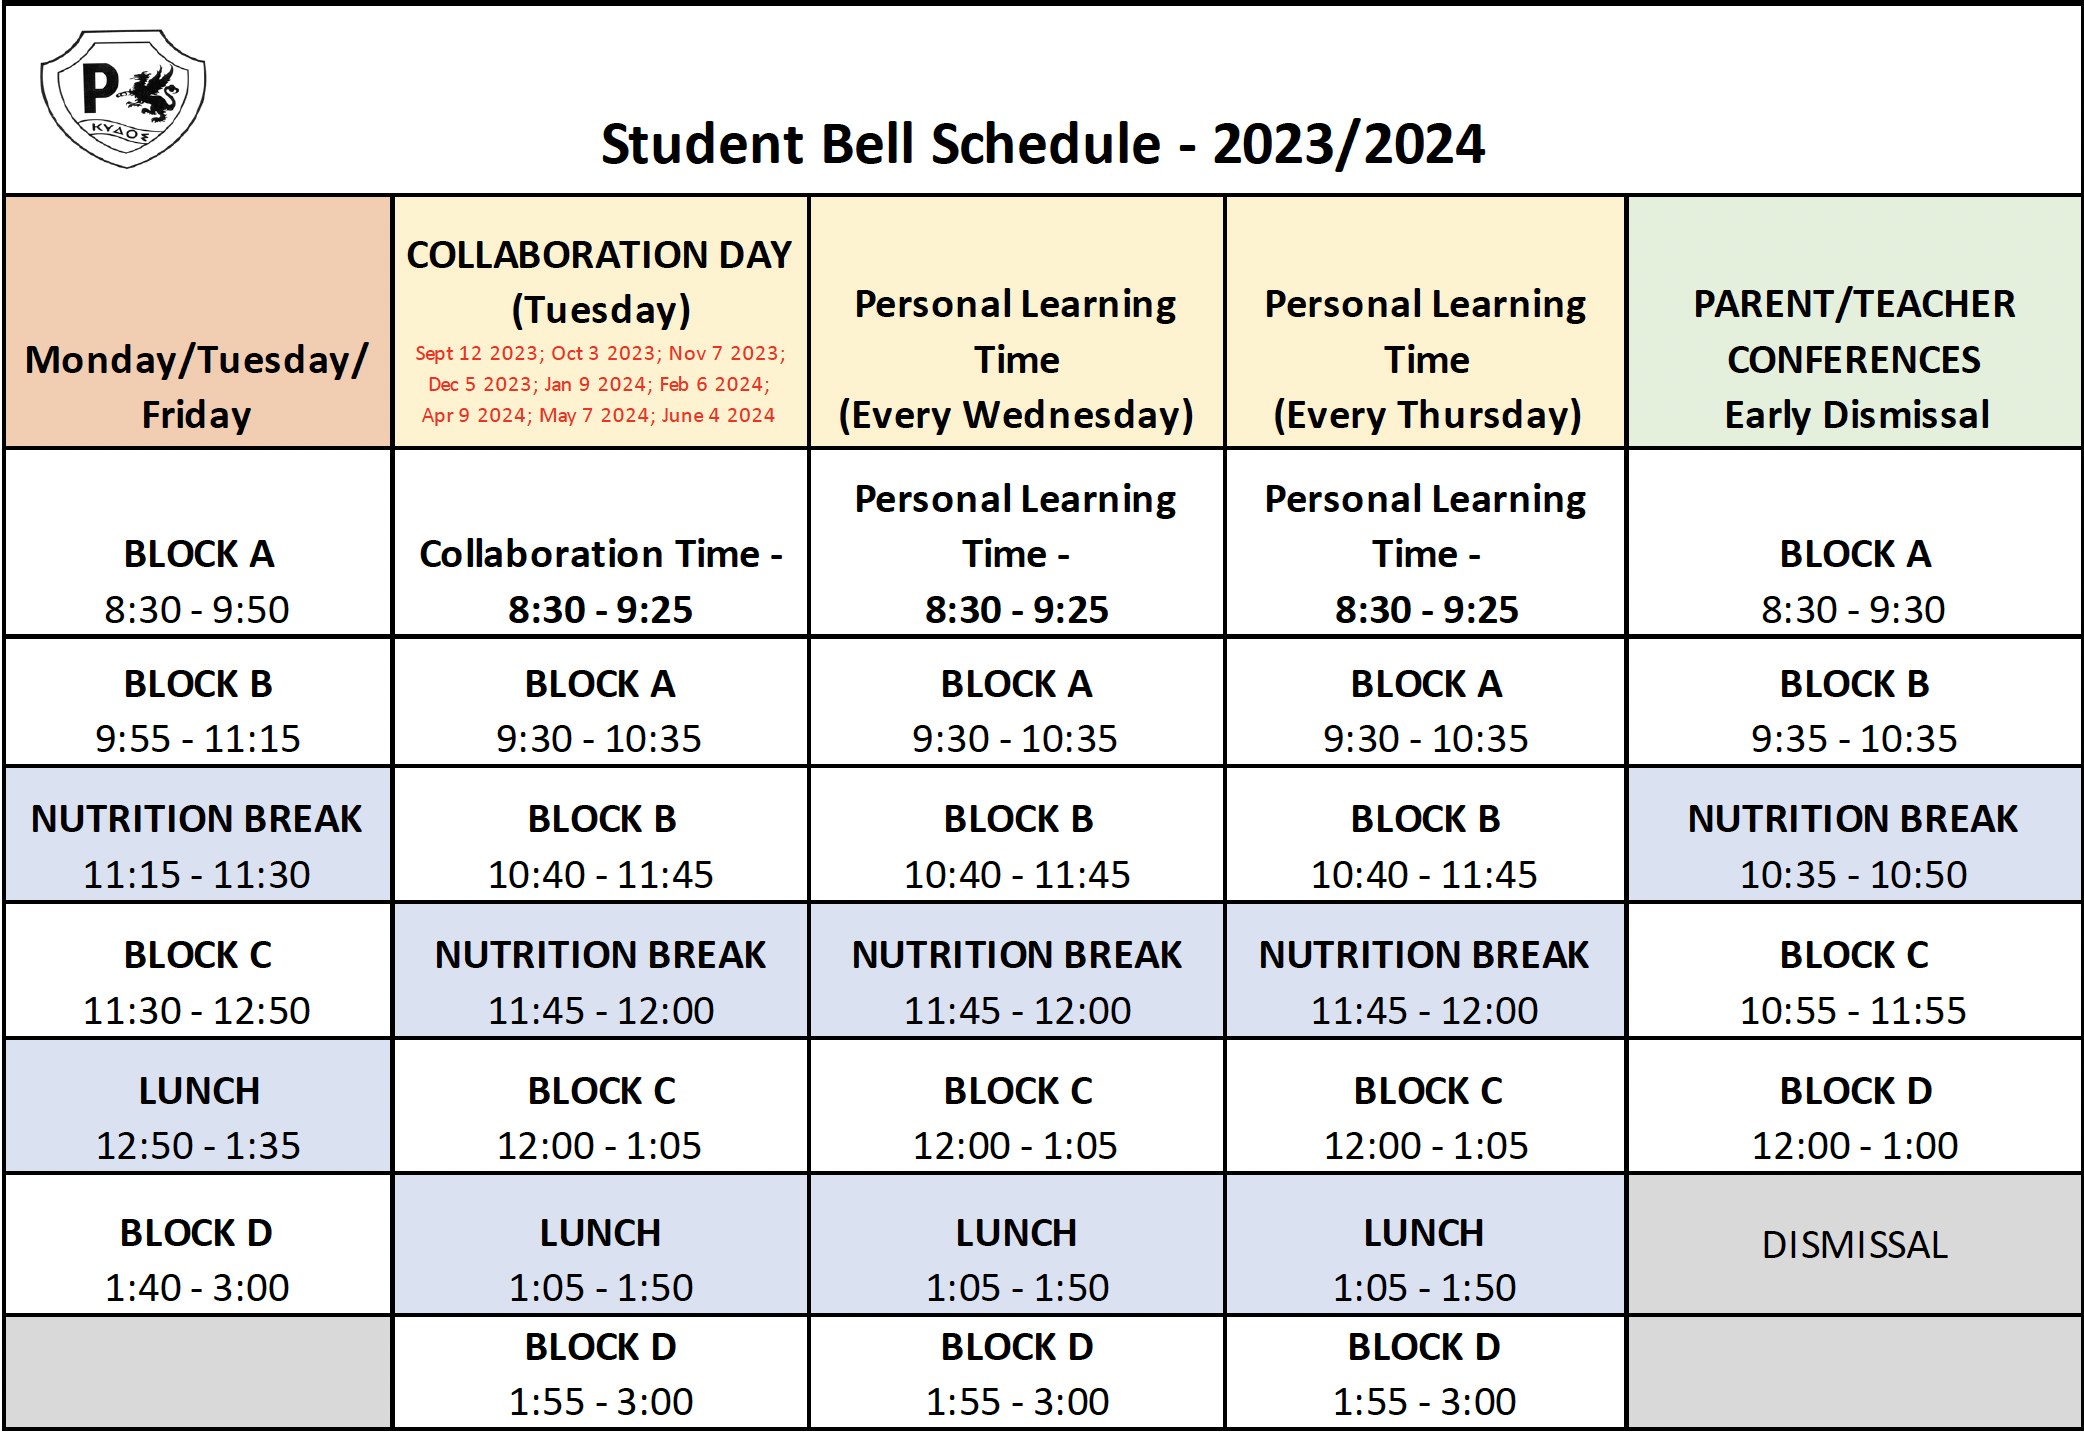 P
ΚΥΔΟΣ
Student Bell Schedule - 2023/2024
Monday/Tuesday/
Friday
COLLABORATION DAY
(Tuesday)
Sept 12 2023; Oct 3 2023; Nov 7 2023;
Dec 5 2023; Jan 9 2024; Feb 6 2024;
Apr 9 2024; May 7 2024; June 4 2024
Personal Learning
Time
(Every Wednesday)
Personal Learning
Time
(Every Thursday)
PARENT/TEACHER
CONFERENCES
Early Dismissal
BLOCK A
8:30 - 9:50
Collaboration Time -
8:30 - 9:25
Personal Learning
Time -
8:30 - 9:25
Personal Learning
Time -
8:30 - 9:25
BLOCK A
8:30 - 9:30
BLOCK B
9:55 - 11:15
BLOCK A
9:30 - 10:35
BLOCK A
9:30 - 10:35
BLOCK A
9:30 - 10:35
BLOCK B
9:35 - 10:35
NUTRITION BREAK
11:15 - 11:30
BLOCK B
10:40 - 11:45
BLOCK B
10:40 - 11:45
BLOCK B
10:40 - 11:45
NUTRITION BREAK
10:35 - 10:50
BLOCK C
11:30 - 12:50
NUTRITION BREAK
11:45 - 12:00
NUTRITION BREAK
11:45 - 12:00
NUTRITION BREAK
11:45 - 12:00
BLOCK C
10:55 - 11:55
LUNCH
12:50 - 1:35
BLOCK C
12:00 - 1:05
BLOCK C
12:00 - 1:05
BLOCK C
12:00 - 1:05
BLOCK D
12:00 - 1:00
BLOCK D
1:40 - 3:00
LUNCH
1:05 - 1:50
LUNCH
1:05 - 1:50
LUNCH
1:05 - 1:50
DISMISSAL
BLOCK D
1:55 - 3:00
BLOCK D
1:55 - 3:00
BLOCK D
1:55 - 3:00